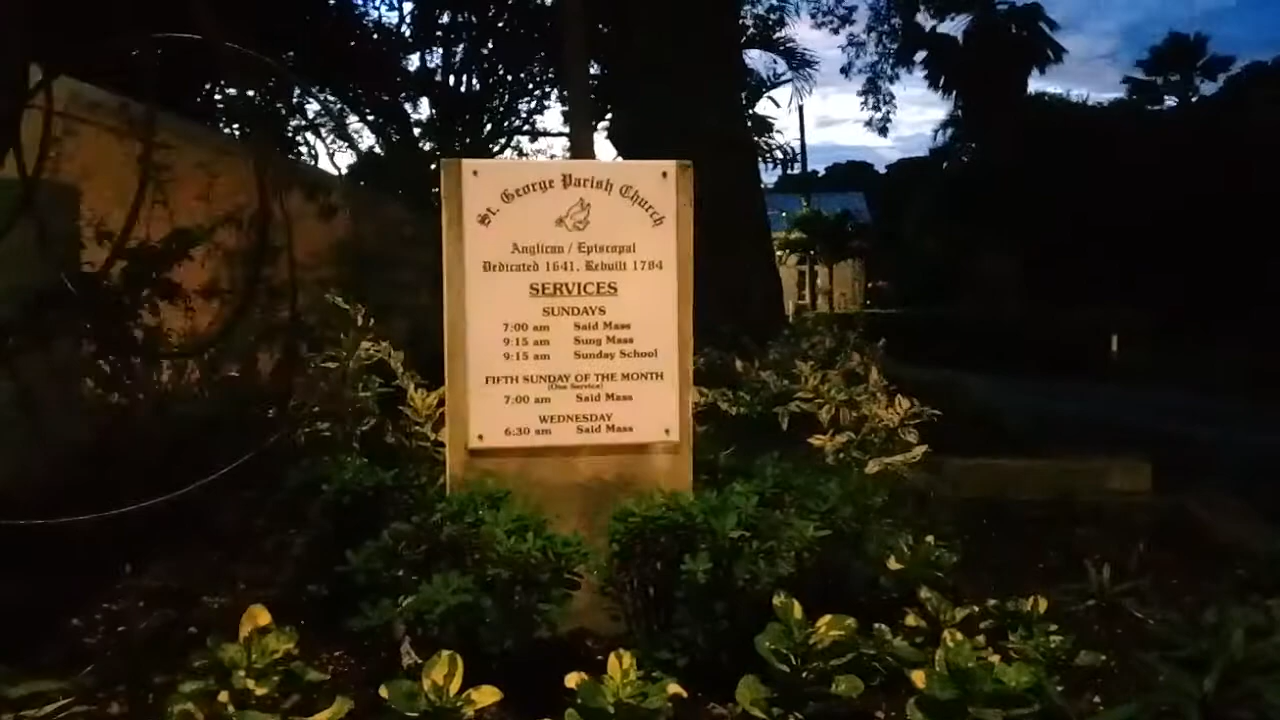 St. George Parish Church
Anglican / Episcopal
Dedicated 1641, Rebuilt 1784
SERVICES
SUNDAYS
7:00 am Said Mass
9:15 am Sung Mass
9:15 am Sunday School
FIFTH SUNDAY OF THE MONTH
(One Service)
7:00 am Said Mass
WEDNESDAY
6:30 am Said Mass